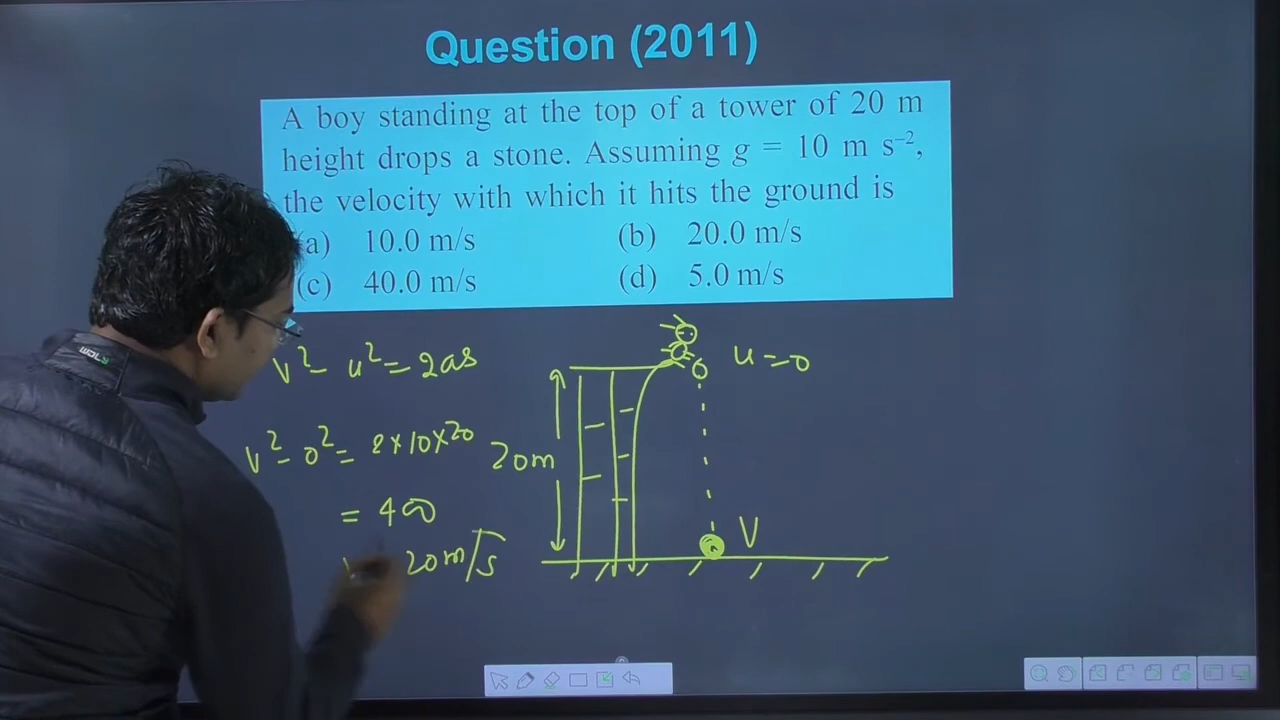 Question (2011)
A boy standing at the top of a tower of 20 m
height drops a stone. Assuming g = 10 m s⁻²,
the velocity with which it hits the ground is
(a) 10.0 m/s (b) 20.0 m/s
(c) 40.0 m/s (d) 5.0 m/s
v² - u² = 2as
v² - 0² = 2×10×20
= 400
20m/s
20m
u = 0
V